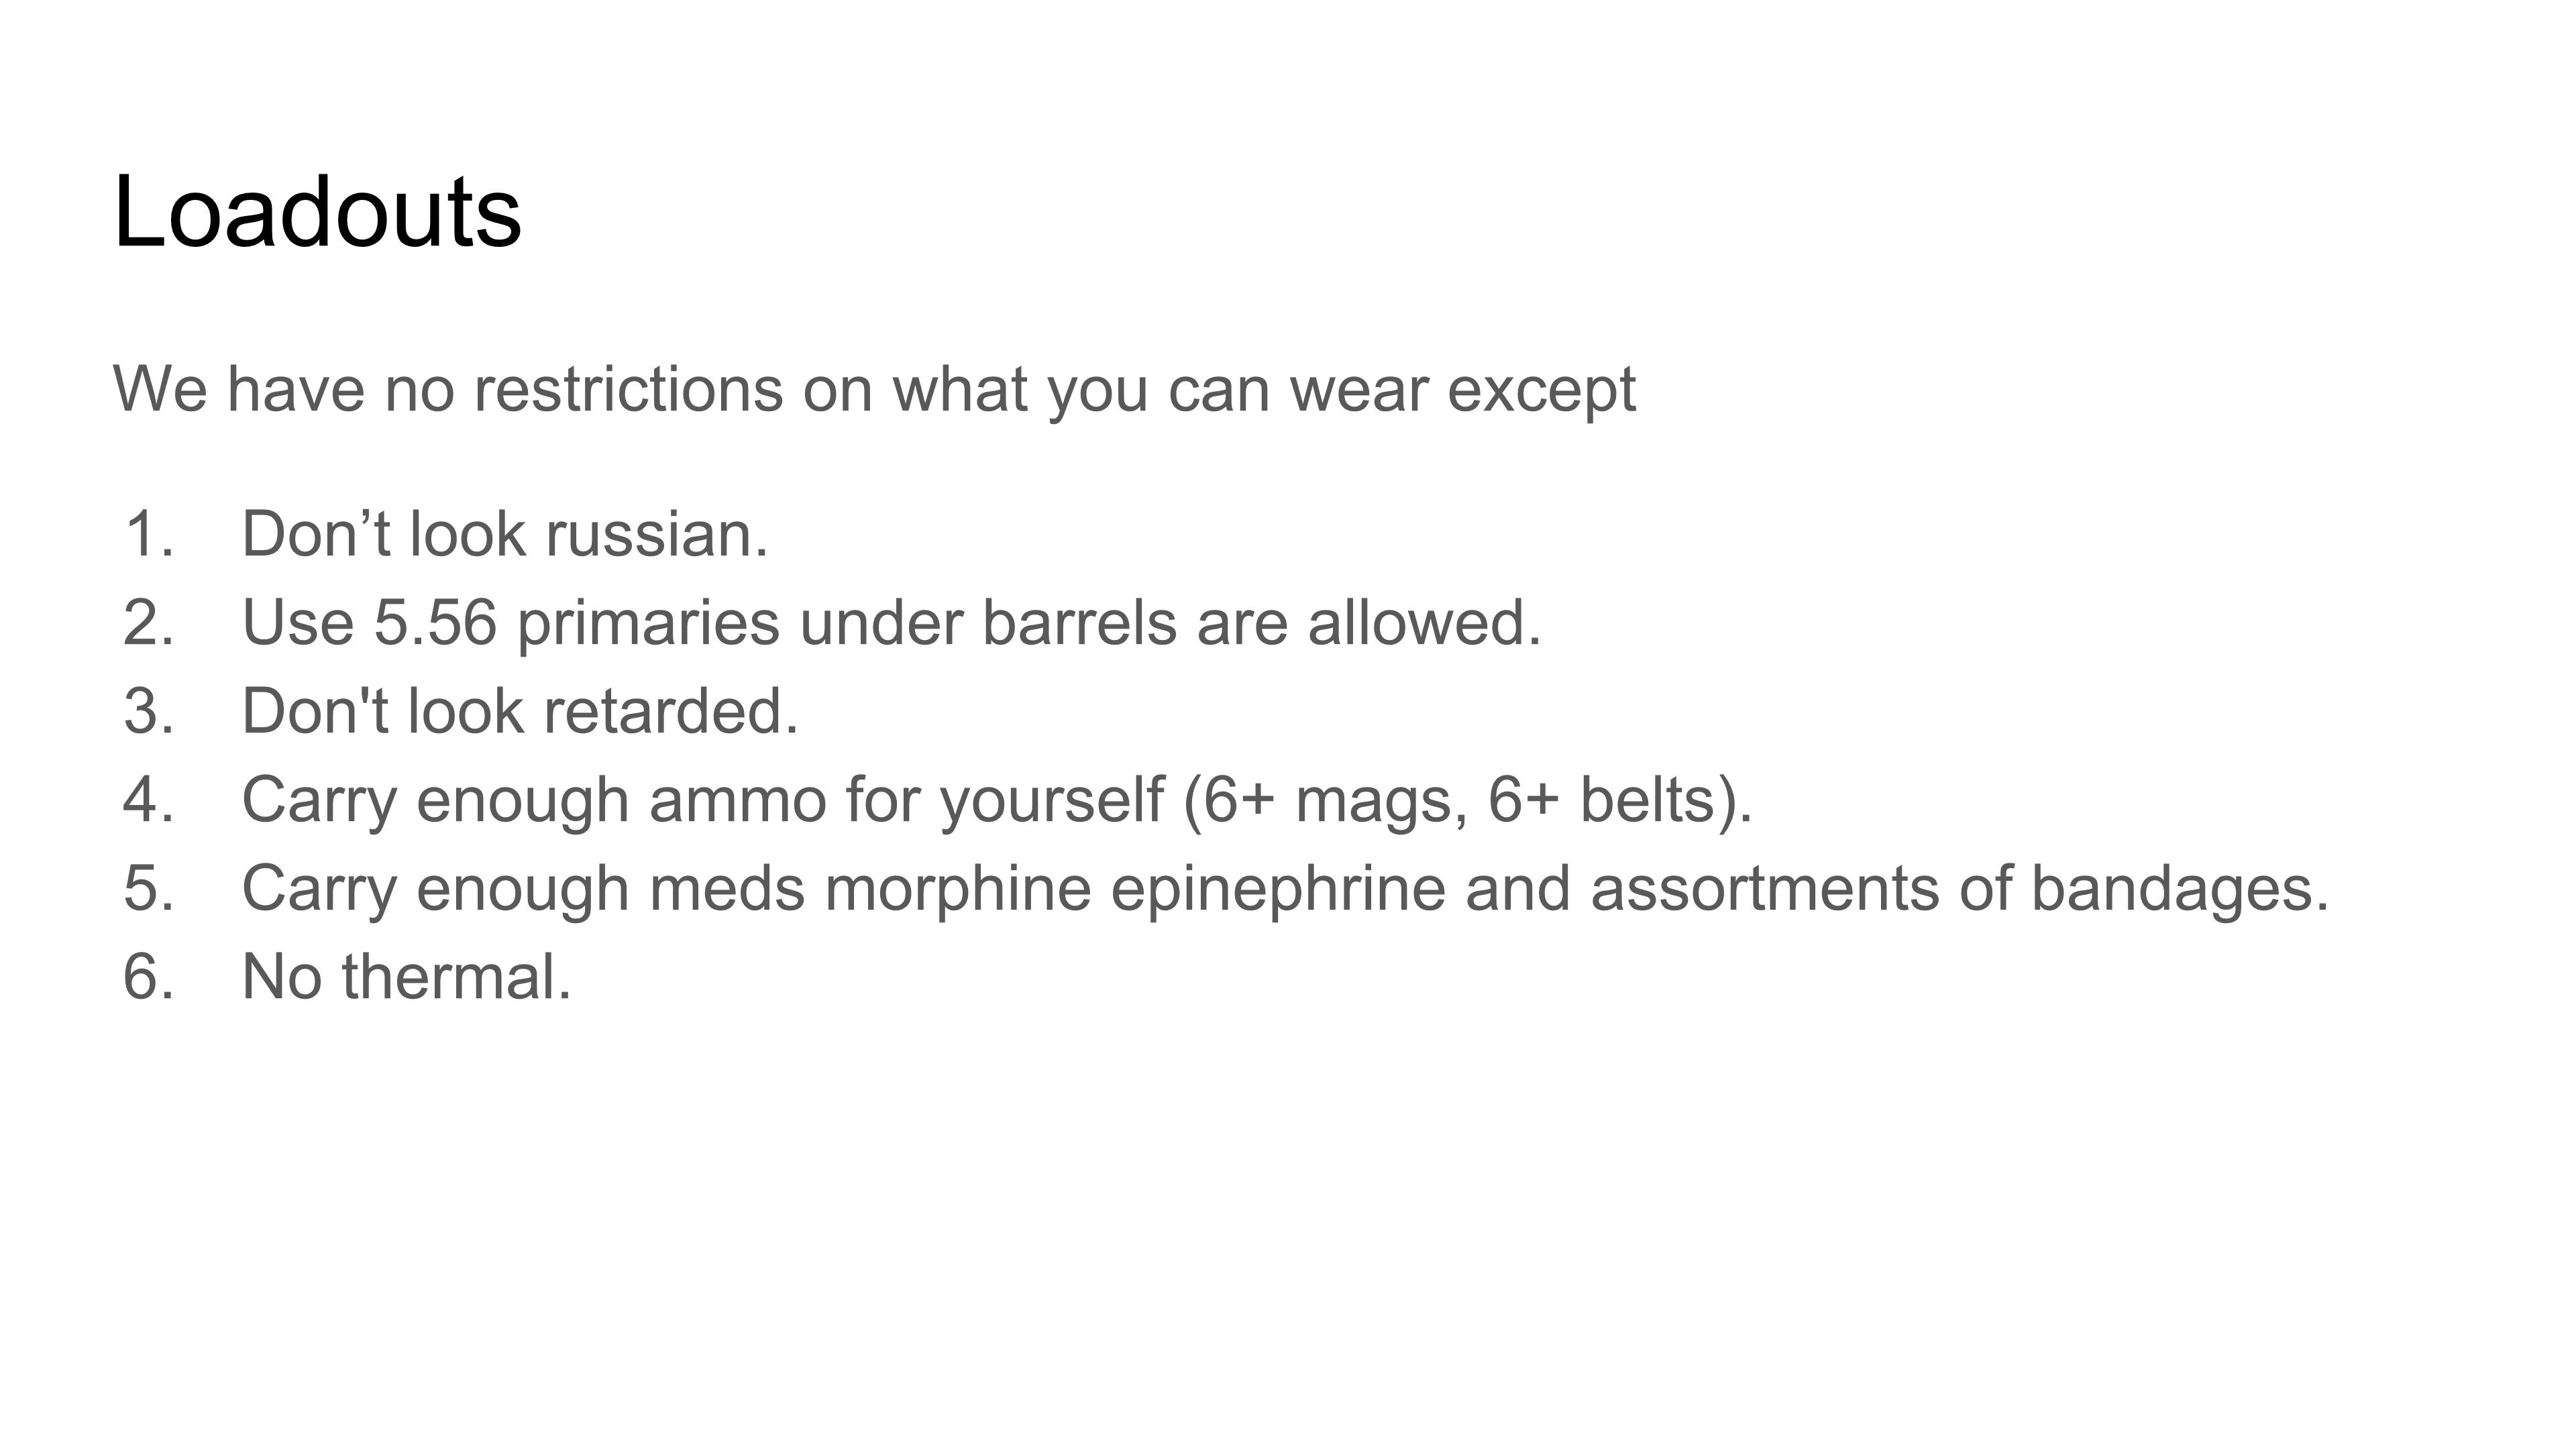 Loadouts
We have no restrictions on what you can wear except
1. Don’t look russian.
2. Use 5.56 primaries under barrels are allowed.
3. Don't look retarded.
4. Carry enough ammo for yourself (6+ mags, 6+ belts).
5. Carry enough meds morphine epinephrine and assortments of bandages.
6. No thermal.